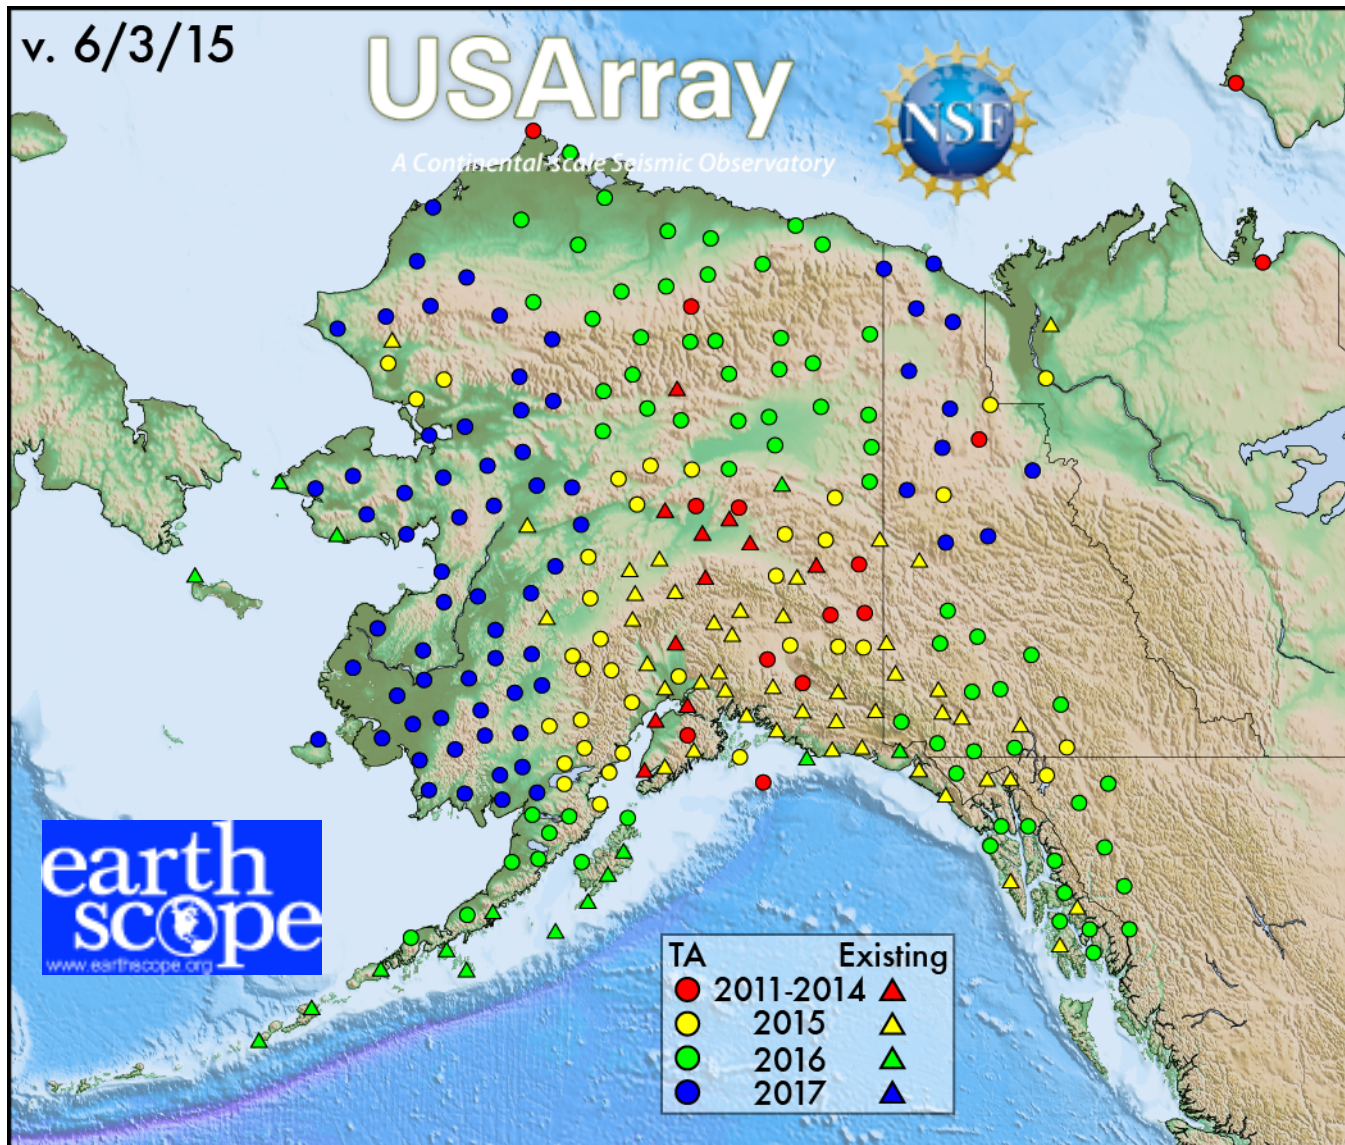 v. 6/3/15
USArray
A Continental-scale Seismic Observatory
NSF
earth
scope
www.earthscope.org
TA Existing
2011-2014
2015
2016
2017